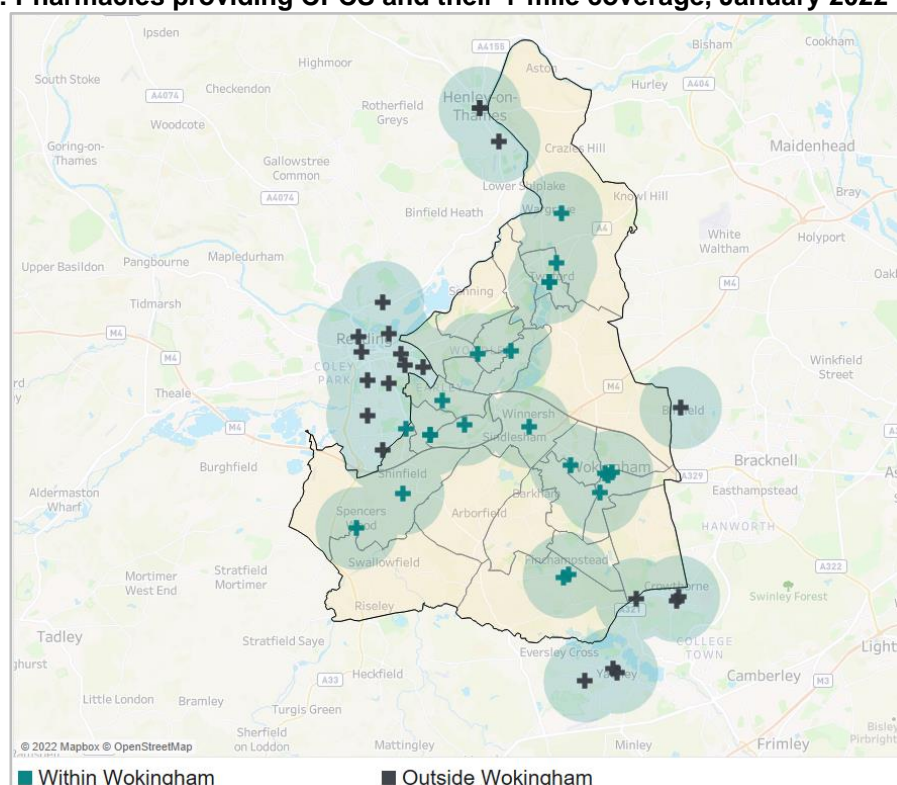 : Pharmacies providing CPCS and their 1 mile coverage, January 2022
Ipsden
A4155
Bisham
Cookham
Highmoor
Aston
South Stoke
Checkendon
Hurley
A404
A4074
Henley-on-
Thames
Rotherfield
Greys
Woodcote
Goring-on-
Thames
Maidenhead
Crazies Hill
Gallowstree
Common
Lower Shiplake
Bray
A4074
Knowl Hill
Binfield Heath
A4
White
Waltham
Holyport
Mapledurham
Upper Basildon
Pangbourne
Twyford
M4
Sonning
Tidmarsh
M4
Reading
M4
COLEY
PARK
Winkfield
Street
Theale
M4
Winnersh
M4
Sindlesham
Bracknell
Burghfield
Wokingham
Shinfield
A329
Aldermaston
Wharf
Barkham
Easthampstead
Spencers
Wood
Arborfield
HANWORTH
Swallowfield
Finchampstead
A322
Mortimer
West End
Stratfield
Mortimer
Crowthorne
Swinley Forest
Riseley
A321
Tadley
Stratfield Saye
COLLEGE
TOWN
Eversley Cross
ghurst
Heckfield
Yateley
Camberley
A33
M3
Little London
Bramley
Turgis Green
Sherfield
on Loddon
Mattingley
Minley
Frimley
Bisley
Pirbright
© 2022 Mapbox © OpenStreetMap
Within Wokingham
Outside Wokingham